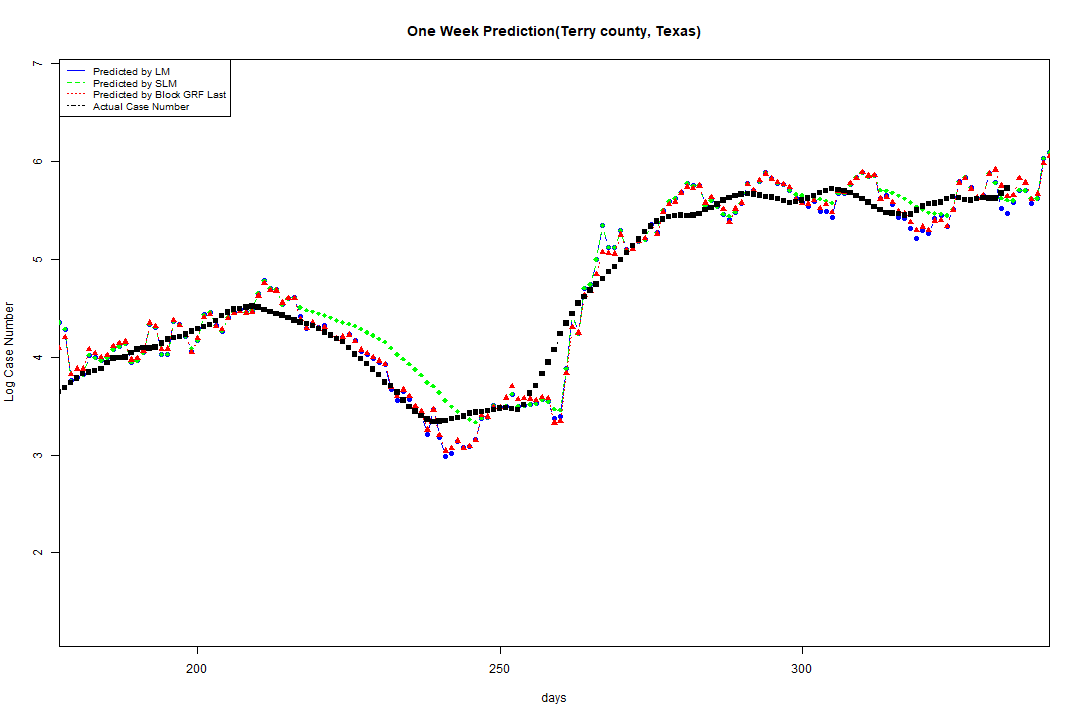 One Week Prediction(Terry county, Texas)
Predicted by LM
Predicted by SLM
Predicted by Block GRF Last
Actual Case Number
7
6
5
4
3
2
Log Case Number
200 250 300
days